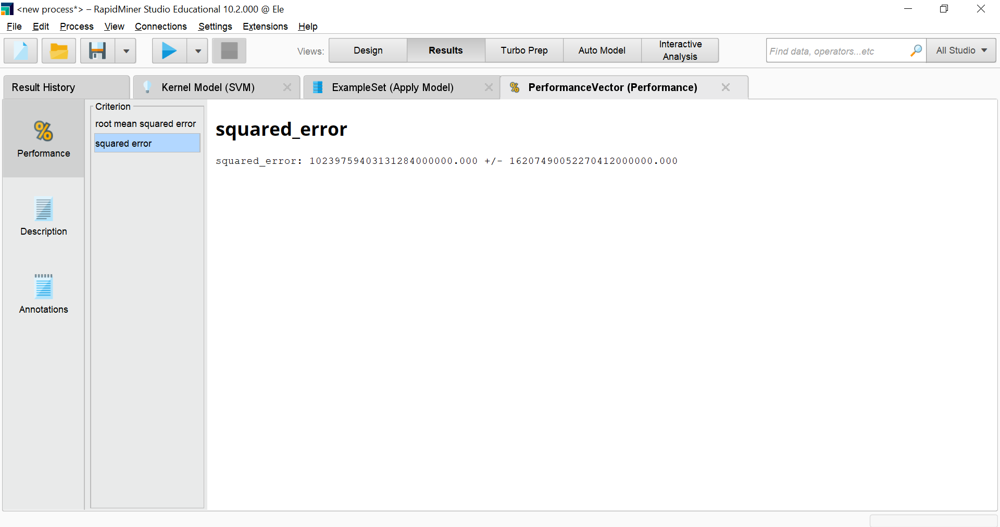 <new process*> – RapidMiner Studio Educational 10.2.000 @ Ele
File Edit Process View Connections Settings Extensions Help
Views: Design Results Turbo Prep Auto Model Interactive Analysis
Find data, operators...etc All Studio
Result History Kernel Model (SVM) ExampleSet (Apply Model) % PerformanceVector (Performance)
Criterion
root mean squared error
squared error
%
Performance
Description
Annotations
squared_error
squared_error: 10239759403131284000000.000 +/- 16207490052270412000000.000